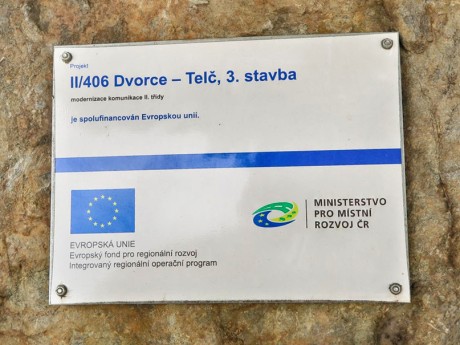 Projekt
II/406 Dvorce – Telč, 3. stavba
modernizace komunikace II. třídy
je spolufinancován Evropskou unií.
EVROPSKÁ UNIE
Evropský fond pro regionální rozvoj
Integrovaný regionální operační program
MINISTERSTVO
PRO MÍSTNÍ
ROZVOJ ČR